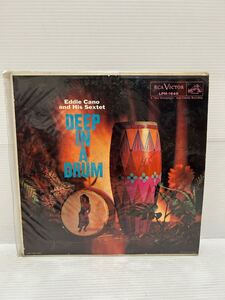 Eddie Cano
and His Sextet
DEEP
IN
A
DRUM
RCA VICTOR
LPM-1645